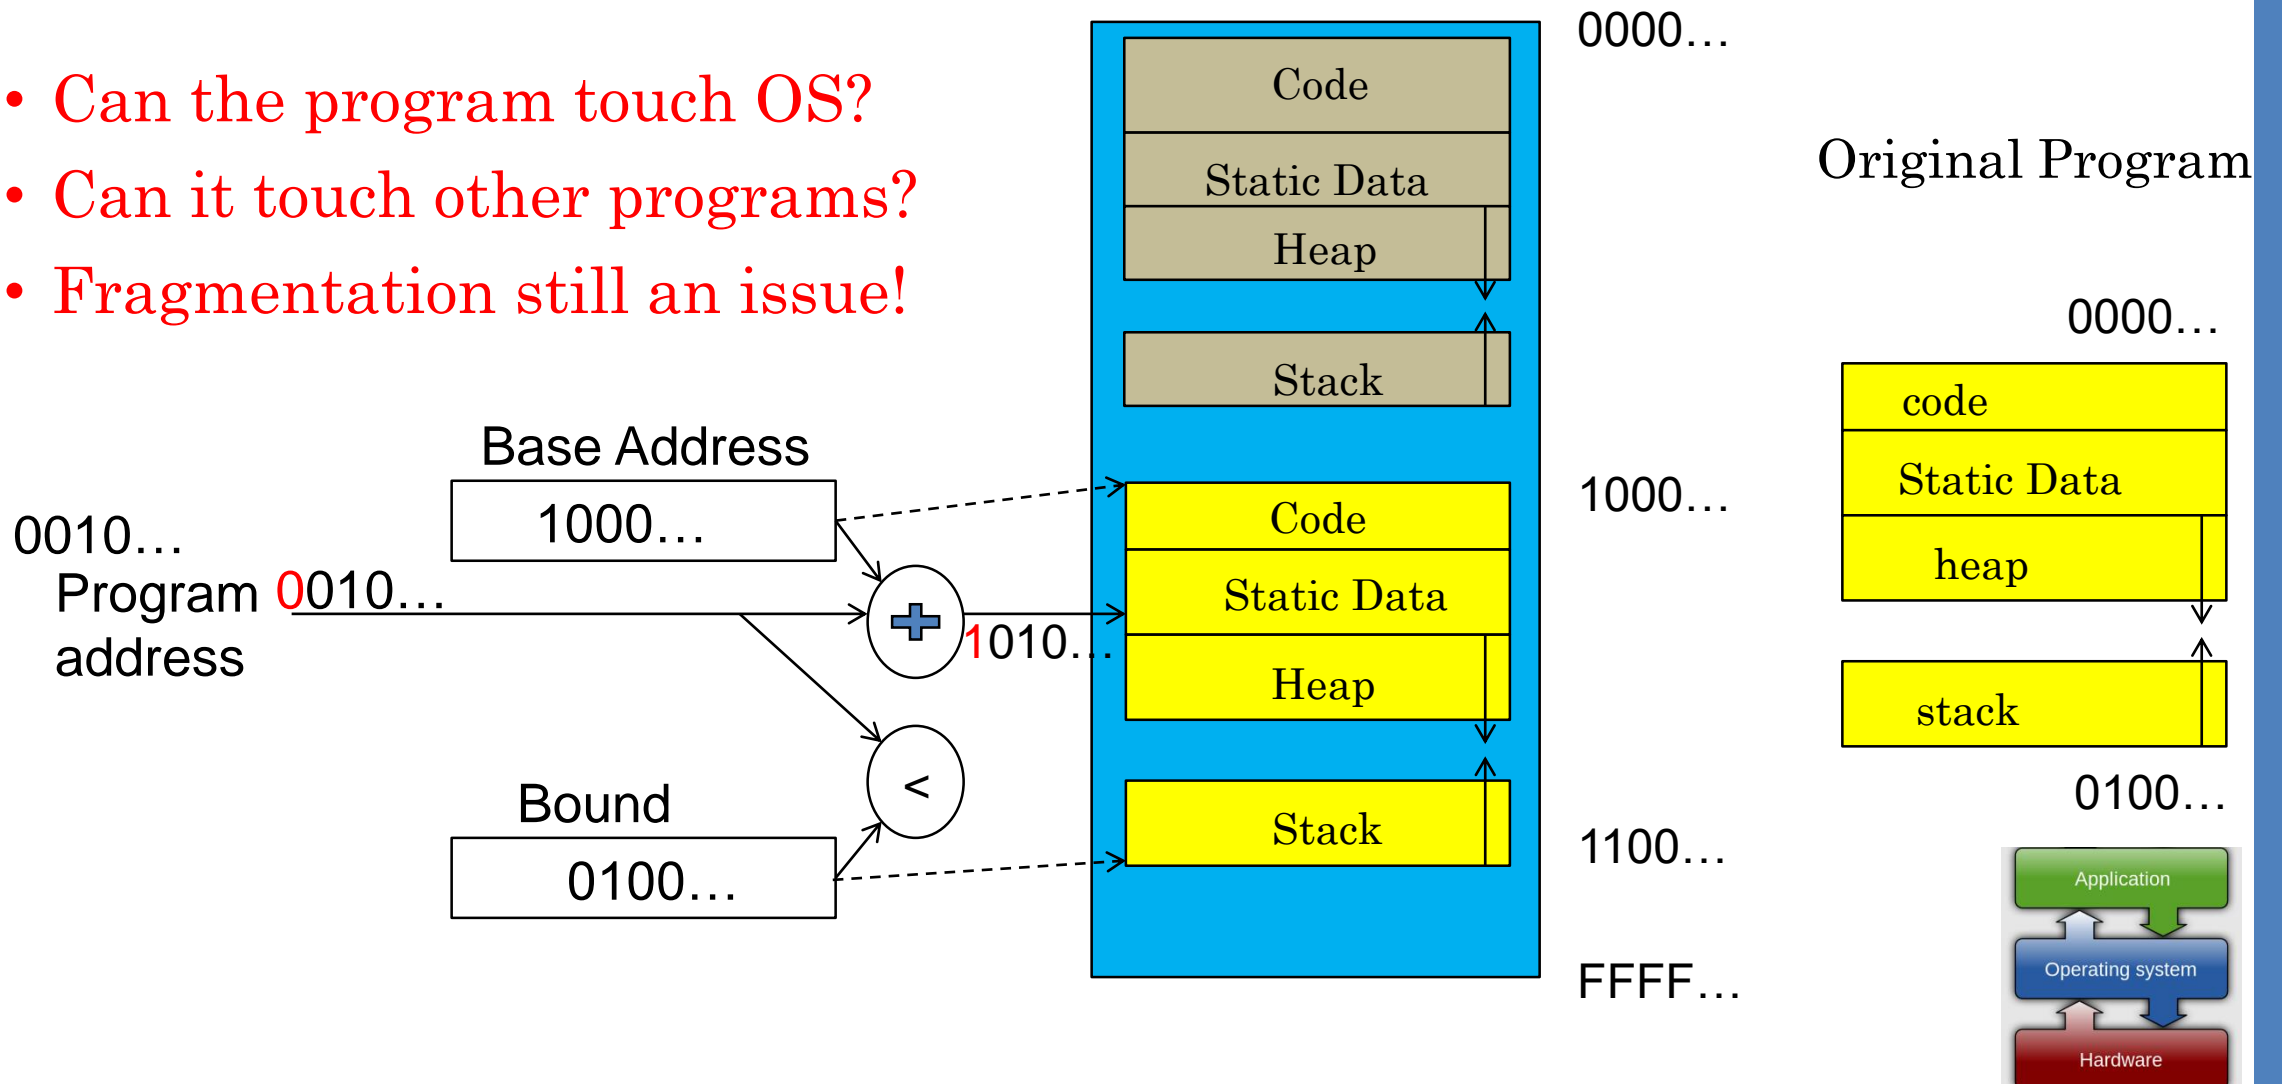 • Can the program touch OS?
• Can it touch other programs?
• Fragmentation still an issue!
0010…
Program 0010…
address
Base Address
1000…
1010…
<
Bound
0100…
0000…
Code
Static Data
Heap
Stack
1000…
Code
Static Data
Heap
Stack
1100…
FFFF…
Original Program
0000…
code
Static Data
heap
stack
0100…
Application
Operating system
Hardware